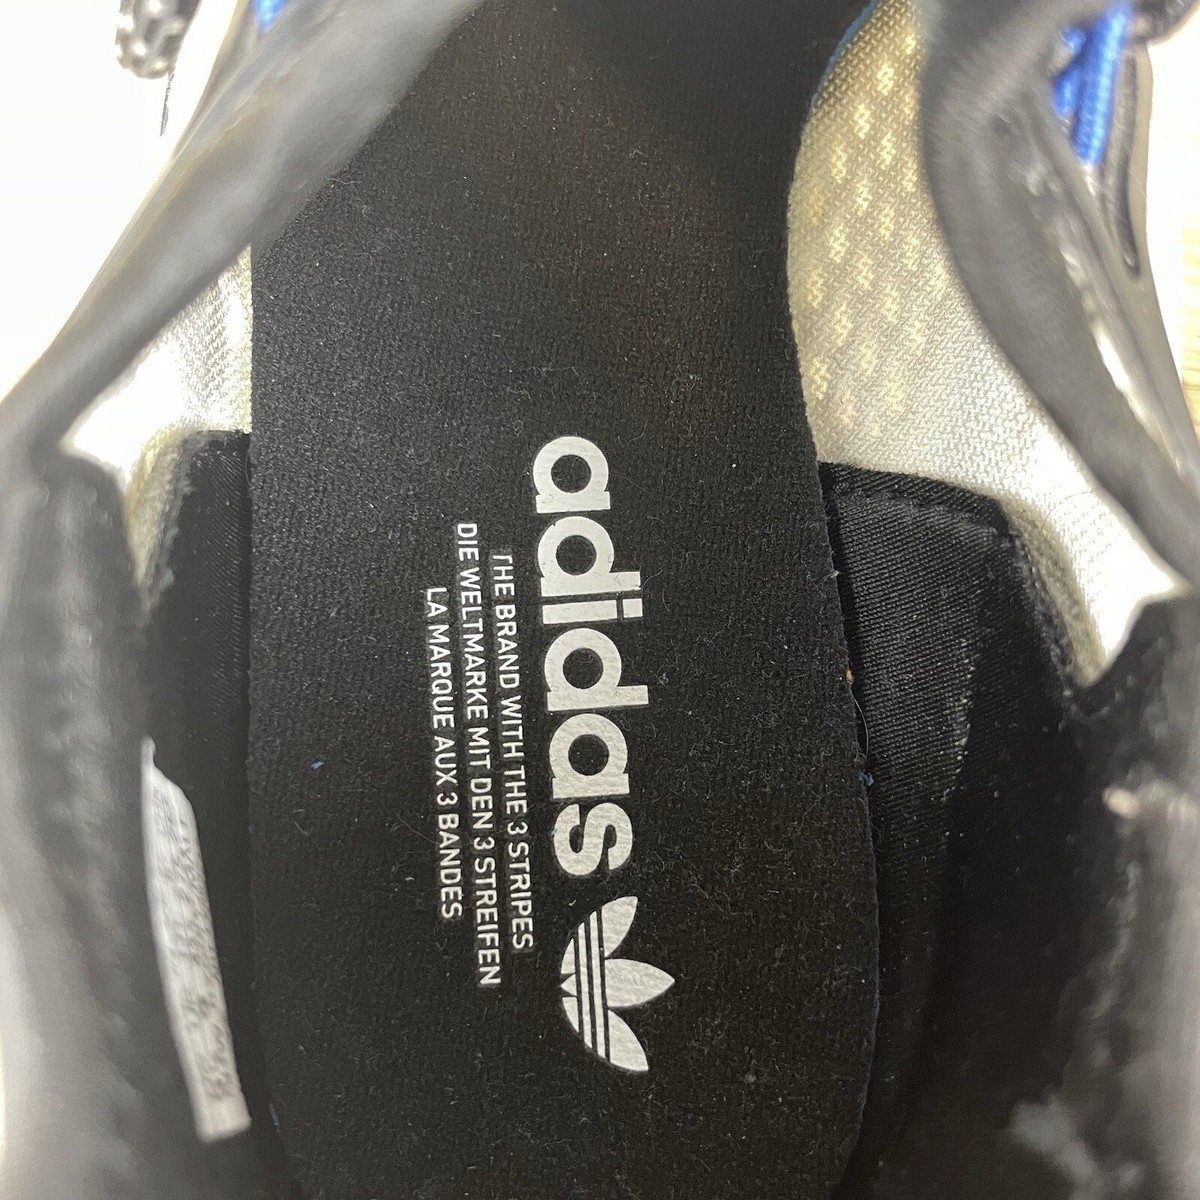 adidas
THE BRAND WITH THE 3 STRIPES
DIE WELTMARKE MIT DEN 3 STREIFEN
LA MARQUE AUX 3 BANDES